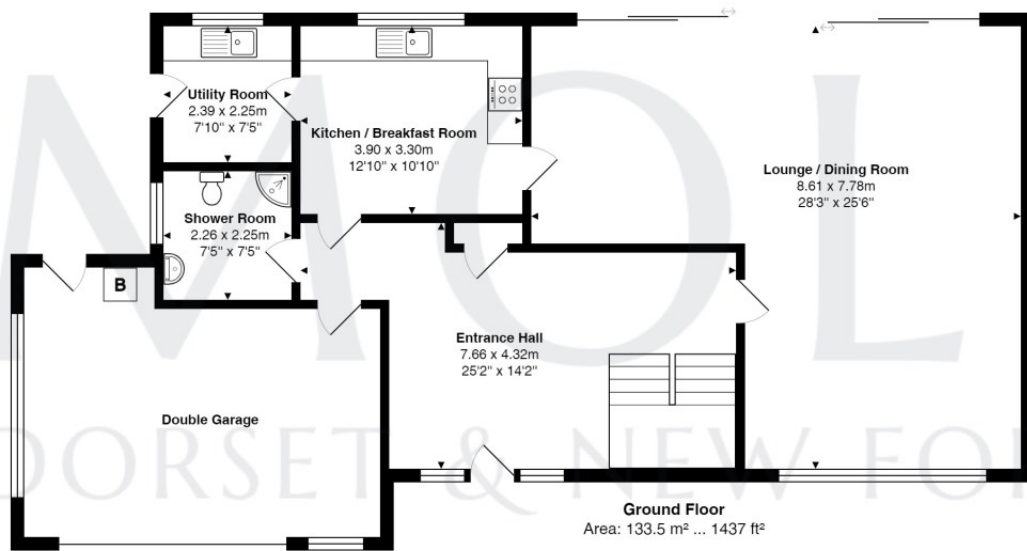 Utility Room
2.39 x 2.25m
7'10" x 7'5"
Kitchen / Breakfast Room
3.90 x 3.30m
12'10" x 10'10"
Lounge / Dining Room
8.61 x 7.78m
28'3" x 25'6"
Shower Room
2.26 x 2.25m
7'5" x 7'5"
B
Entrance Hall
7.66 x 4.32m
25'2" x 14'2"
Double Garage
Ground Floor
Area: 133.5 m² ... 1437 ft²
MOL
DORSET & NEW FO